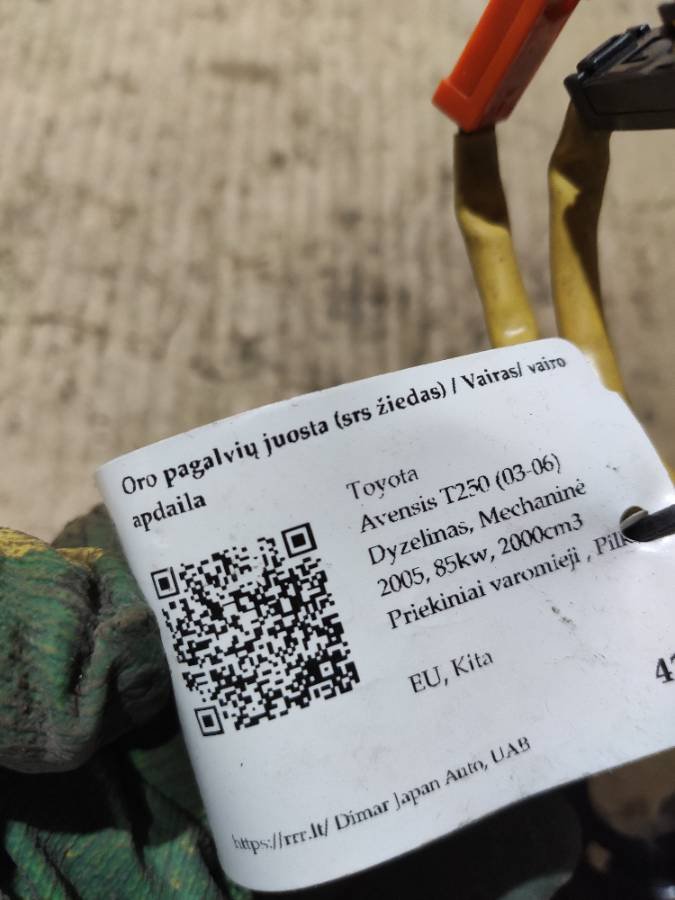 Oro pagalvių juosta (srs žiedas) / Vairas/ vairo
apdaila
Toyota
Avensis T250 (03-06)
Dyzelinas, Mechaninė
2005, 85kw, 2000cm3
Priekiniai varomieji ,
EU, Kita
https://rrr.lt/ Dimar Japan Auto, UAB